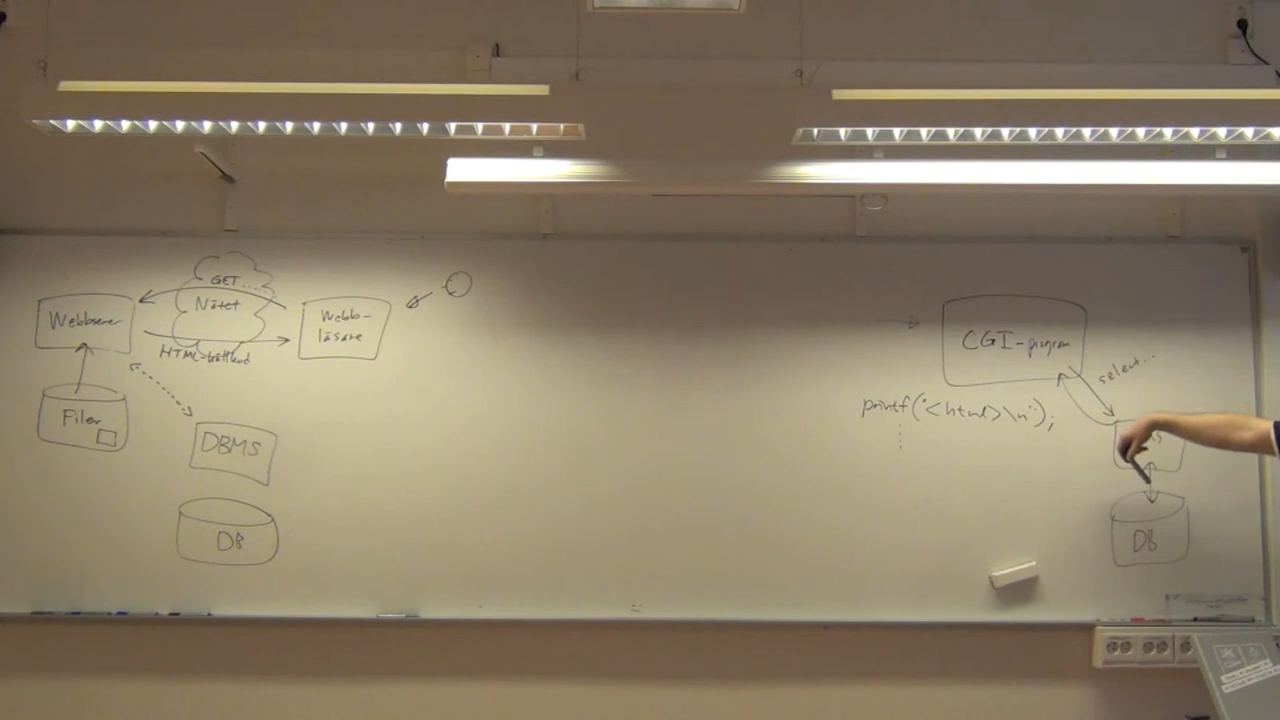 GET....
Nätet
Webbserver
Webb-
läsare
HTML-källkod
Filer
DBMS
DB
CGI-program
select...
printf("<html>\n");
DB